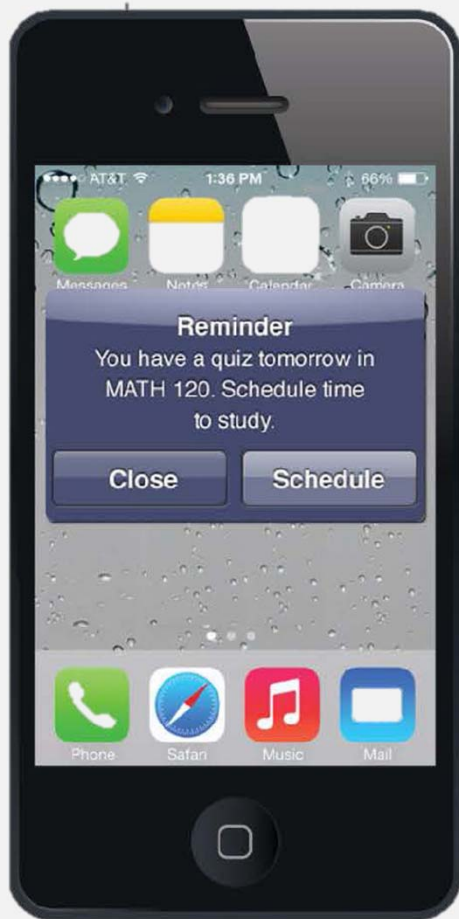 AT&T 1:36 PM 66%
Messages Notes Calendar Camera
Reminder
You have a quiz tomorrow in
MATH 120. Schedule time
to study.
Close Schedule
Phone Safari Music Mail